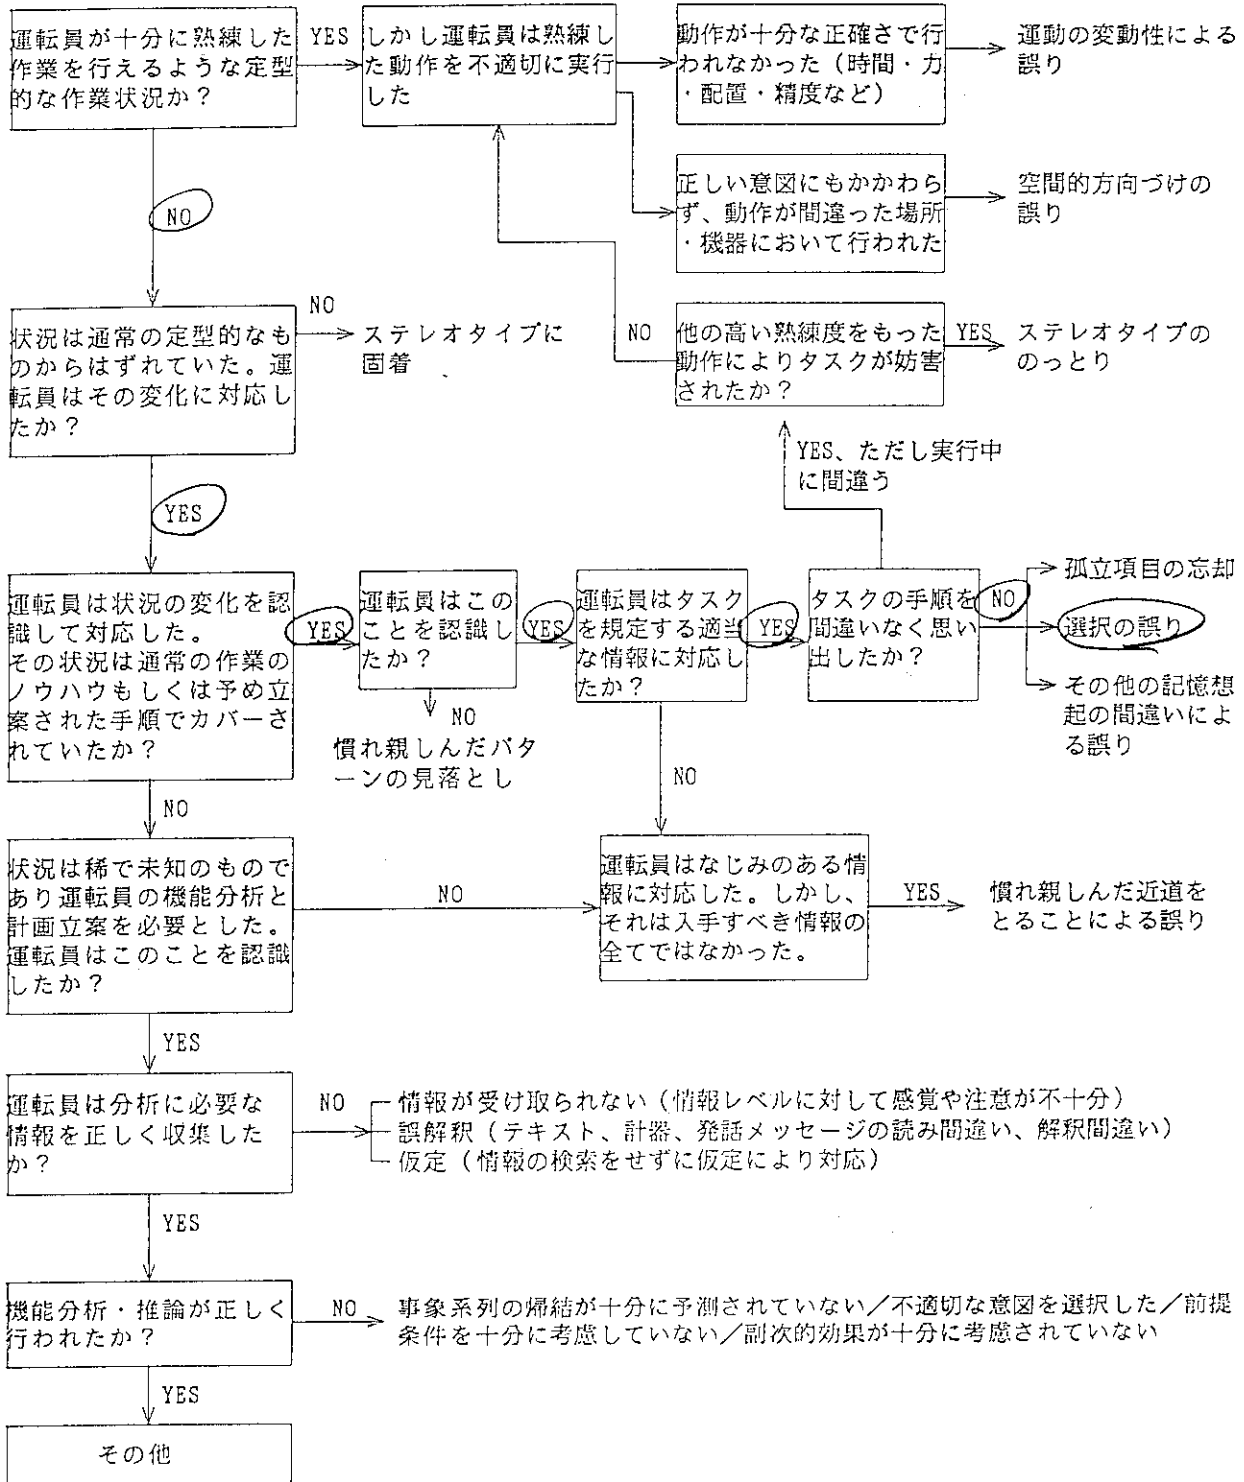 運転員が十分に熟練した
作業を行えるような定型
的な作業状況か？
YES
しかし運転員は熟練し
た動作を不適切に実行
した
動作が十分な正確さで行
われなかった（時間・力
・配置・精度など）
運動の変動性による
誤り
正しい意図にもかかわら
ず、動作が間違った場所
・機器において行われた
空間的方向づけの
誤り
NO
状況は通常の定型的なも
のからはずれていた。運
転員はその変化に対応し
たか？
NO
ステレオタイプに
固着
NO
他の高い熟練度をもった
動作によりタスクが妨害
されたか？
YES
ステレオタイプの
のっとり
YES、ただし実行中
に間違う
YES
運転員は状況の変化を認
識して対応した。
その状況は通常の作業の
ノウハウもしくは予め立
案された手順でカバーさ
れていたか？
YES
運転員はこの
ことを認識し
たか？
YES
運転員はタスク
を規定する適当
な情報に対応し
たか？
YES
タスクの手順を
間違いなく思い
出したか？
NO
孤立項目の忘却
選択の誤り
その他の記憶想
起の間違いによ
る誤り
NO
慣れ親しんだパタ
ーンの見落とし
NO
NO
状況は稀で未知のもので
あり運転員の機能分析と
計画立案を必要とした。
運転員はこのことを認識
したか？
NO
運転員はなじみのある情
報に対応した。しかし、
それは入手すべき情報の
全てではなかった。
YES
慣れ親しんだ近道を
とることによる誤り
YES
運転員は分析に必要な
情報を正しく収集した
か？
NO
情報が受け取られない（情報レベルに対して感覚や注意が不十分）
誤解釈（テキスト、計器、発話メッセージの読み間違い、解釈間違い）
仮定（情報の検索をせずに仮定により対応）
YES
機能分析・推論が正しく
行われたか？
NO
事象系列の帰結が十分に予測されていない／不適切な意図を選択した／前提
条件を十分に考慮していない／副次的効果が十分に考慮されていない
YES
その他